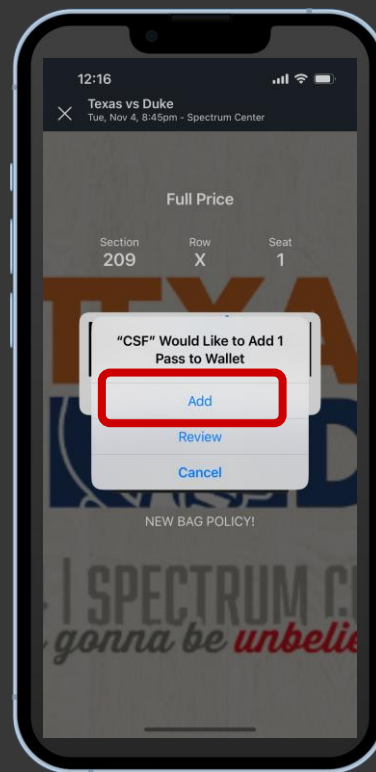 12:16
Texas vs Duke
Tue, Nov 4, 8:45pm - Spectrum Center
Full Price
Section Row Seat
209 X 1
TEXA
"CSF" Would Like to Add 1
Pass to Wallet
Add
Review
Cancel
D
NEW BAG POLICY!
| SPECTRUM
gonna be